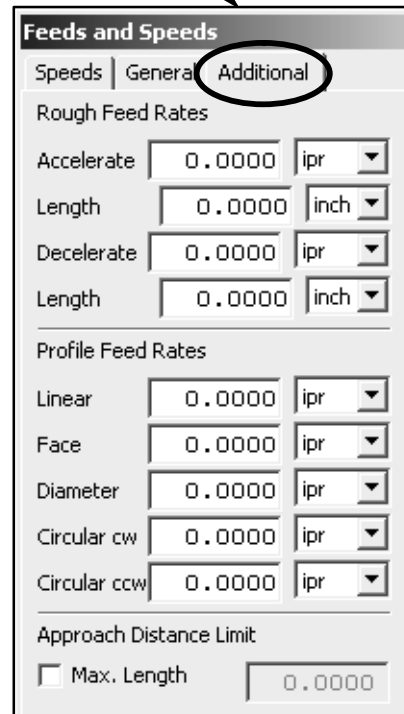 Feeds and Speeds
Speeds General Additional
Rough Feed Rates
Accelerate 0.0000 ipr
Length 0.0000 inch
Decelerate 0.0000 ipr
Length 0.0000 inch
Profile Feed Rates
Linear 0.0000 ipr
Face 0.0000 ipr
Diameter 0.0000 ipr
Circular cw 0.0000 ipr
Circular ccw 0.0000 ipr
Approach Distance Limit
Max. Length 0.0000